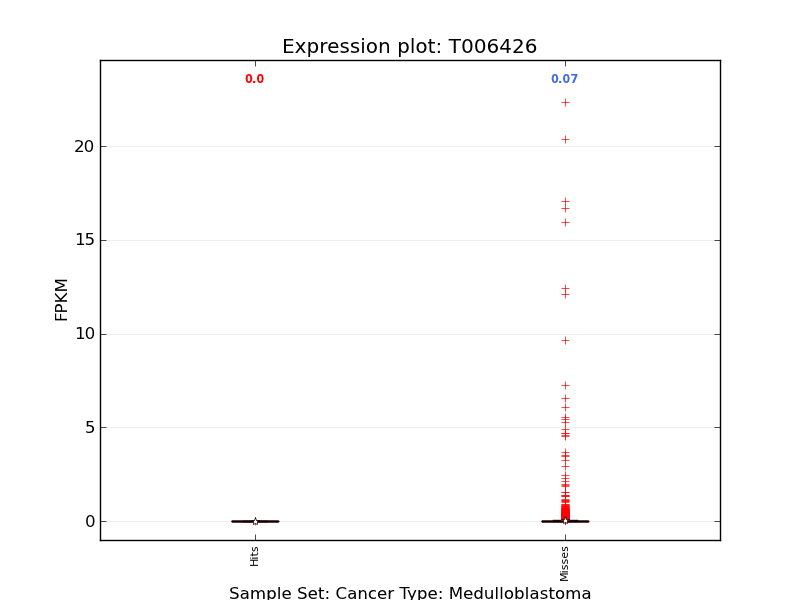 Expression plot: T006426
0.0
0.07
20
15
10
5
0
FPKM
Hits
Misses
Sample Set: Cancer Type: Medulloblastoma